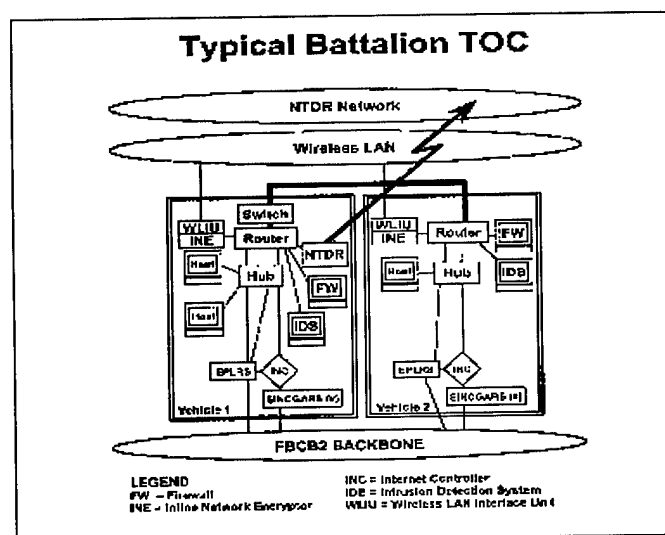 Typical Battalion TOC
NTDR Network
Wireless LAN
Switch
WLIU
INE
Router
NTDR
Host
Hub
FW
Host
IDS
EPLRS
INC
SINCGARS (x)
Vehicle 1
WLIU
INE
Router
FW
Host
Hub
IDS
EPLRS
INC
SINCGARS (x)
Vehicle 2
FBCB2 BACKBONE
LEGEND
FW = Firewall
INE = Inline Network Encryptor
INC = Internet Controller
IDS = Intrusion Detection System
WLIU = Wireless LAN Interface Unit